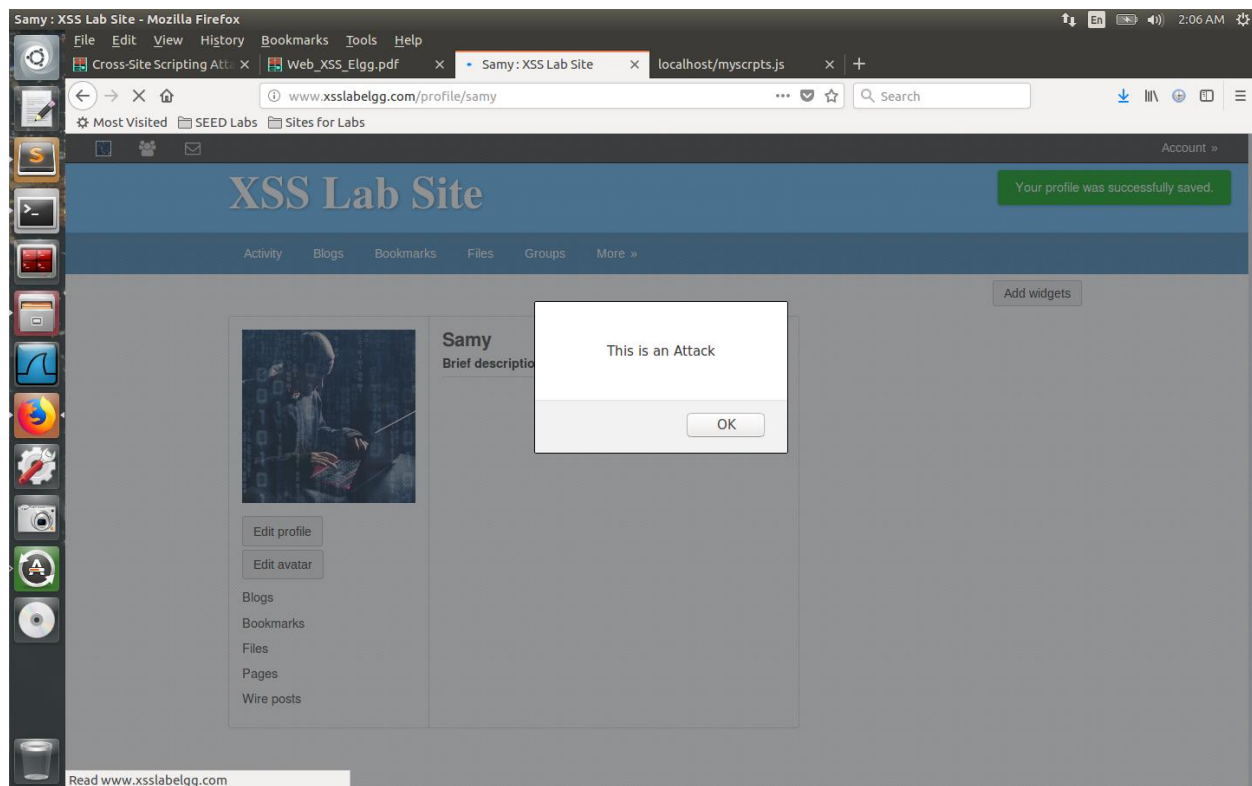 Samy : XSS Lab Site - Mozilla Firefox
En
2:06 AM
File Edit View History Bookmarks Tools Help
Cross-Site Scripting Atta
Web_XSS_Elgg.pdf
Samy : XSS Lab Site
localhost/myscrpts.js
www.xsslabelgg.com/profile/samy
Search
Most Visited
SEED Labs
Sites for Labs
Account »
XSS Lab Site
Your profile was successfully saved.
Activity Blogs Bookmarks Files Groups More »
Add widgets
Samy
Brief descriptio
This is an Attack
OK
Edit profile
Edit avatar
Blogs
Bookmarks
Files
Pages
Wire posts
Read www.xsslabelgg.com